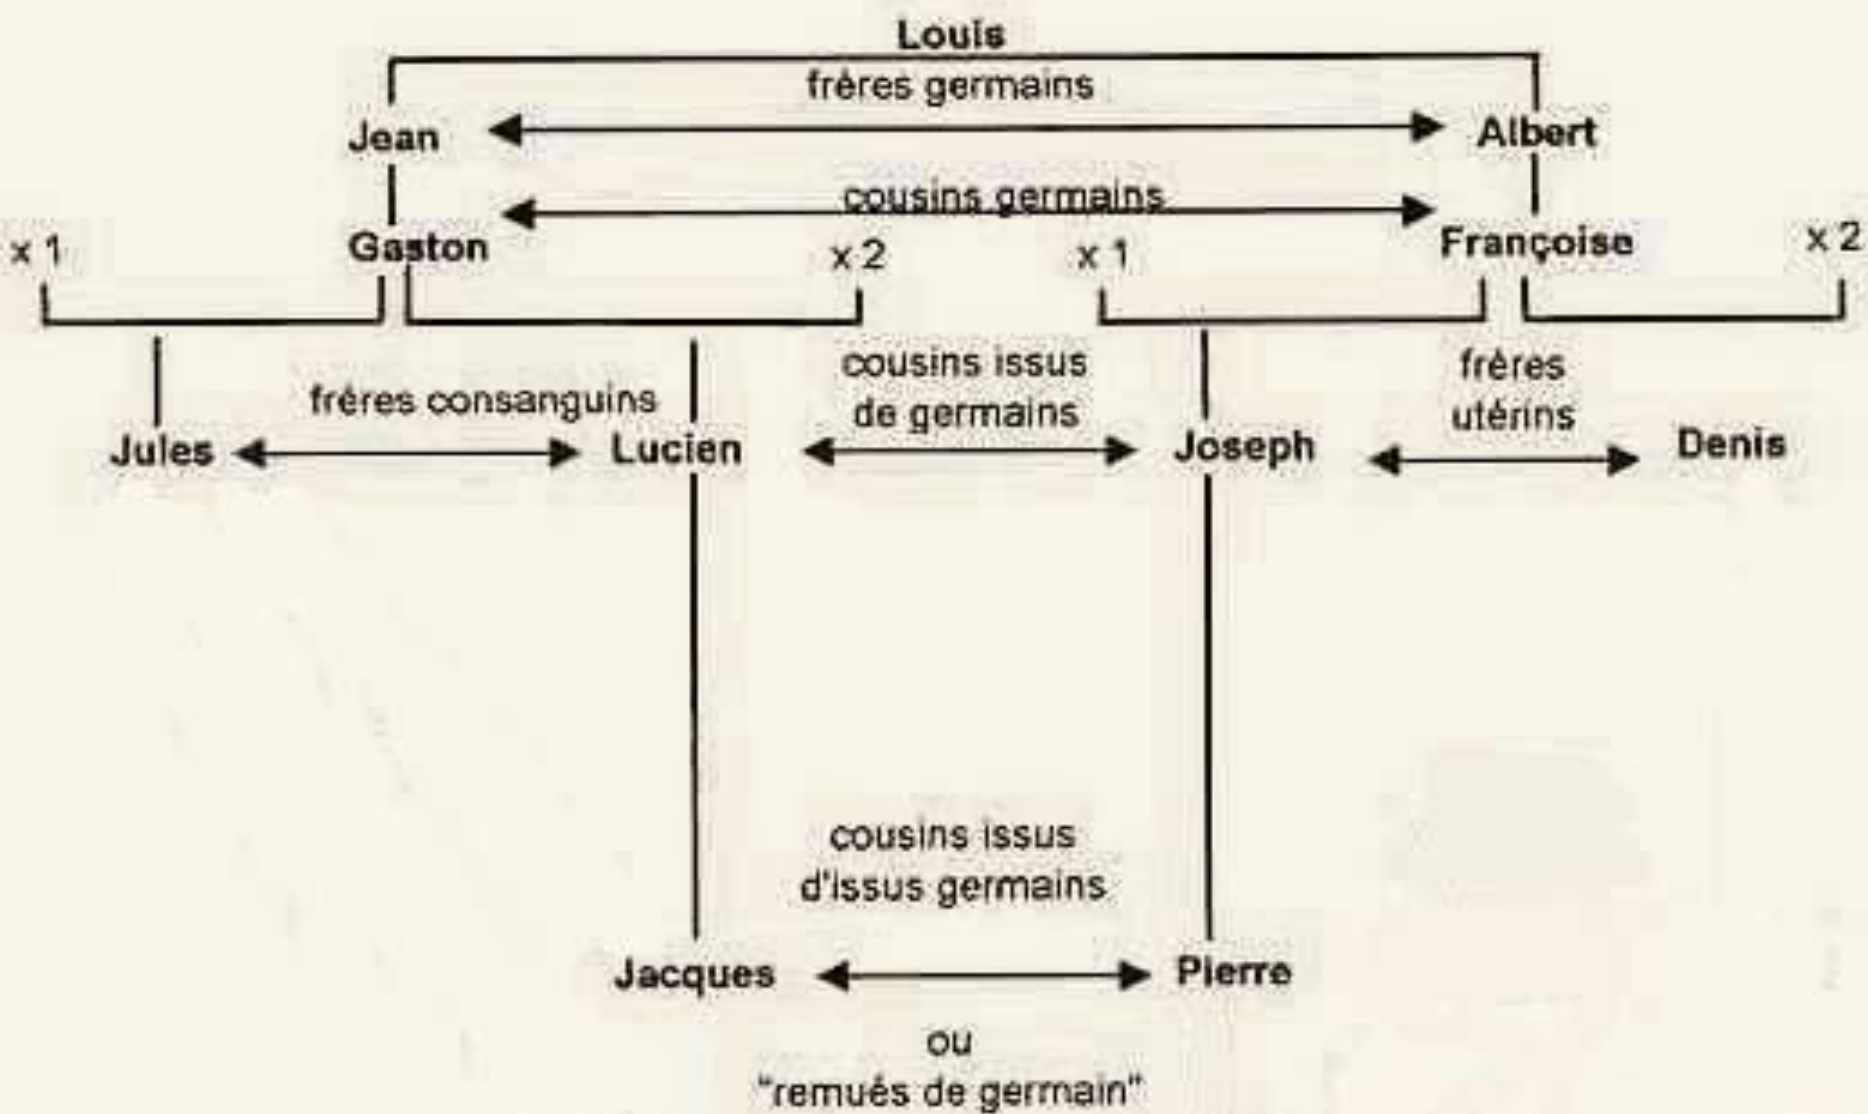 Louis
frères germains
Jean
Albert
cousins germains
x 1
Gaston
x 2
x 1
Françoise
x 2
cousins issus
de germains
frères
utérins
frères consanguins
Jules
Lucien
Joseph
Denis
cousins issus
d'issus germains
Jacques
Pierre
ou
"remués de germain"